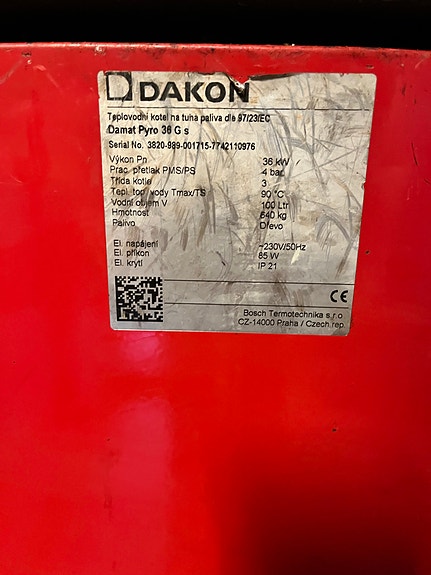 DAKON
Teplovodní kotel na tuhá paliva dle 97/23/EC
Damat Pyro 36 G s
Serial No. 3820-989-001715-7742110976
Výkon Pn 36 kW
Prac. přetlak PMS/PS 4 bar
Třída kotle 3
Tepl. top. vody Tmax/TS 90 °C
Vodní objem V 100 Ltr
Hmotnost 640 kg
Palivo Dřevo
El. napájení ~230V/50Hz
El. příkon 85 W
El. krytí IP 21
CE
Bosch Termotechnika s.r.o
CZ-14000 Praha / Czech.rep